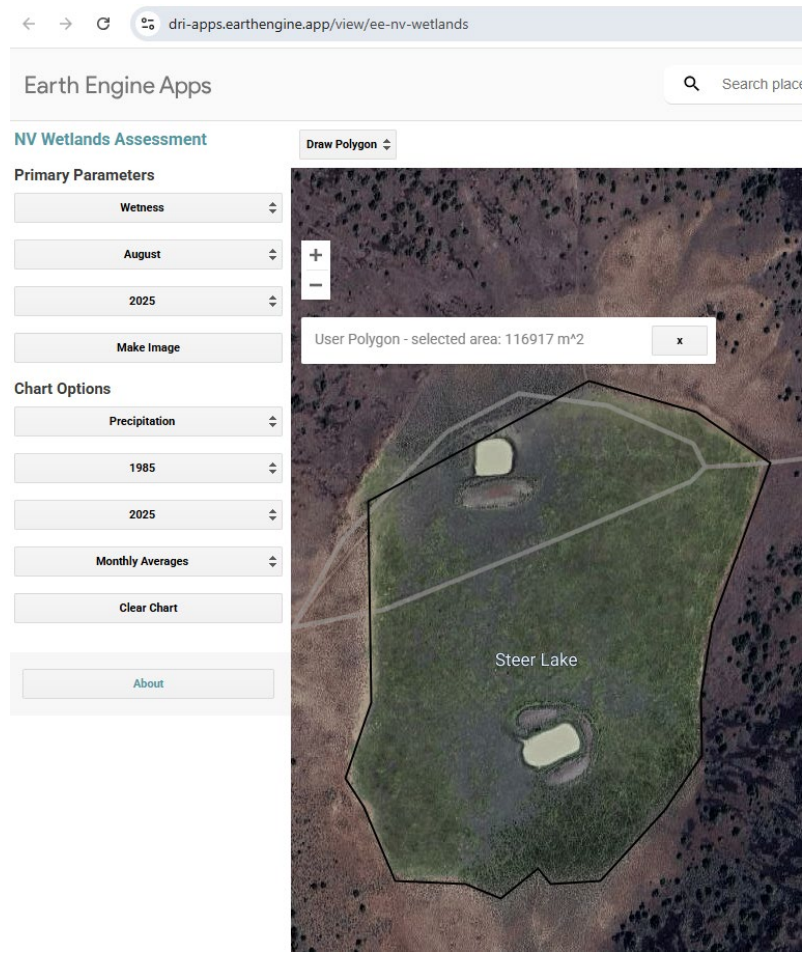 dri-apps.earthengine.app/view/ee-nv-wetlands
Earth Engine Apps
Search place
NV Wetlands Assessment
Draw Polygon
Primary Parameters
Wetness
August
2025
Make Image
+
−
User Polygon - selected area: 116917 m^2
x
Chart Options
Precipitation
1985
2025
Monthly Averages
Clear Chart
About
Steer Lake